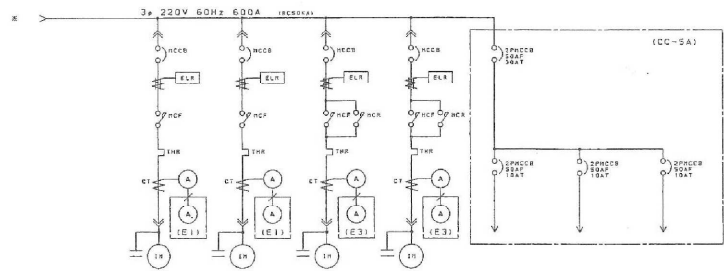 ※ 3φ 220V 60Hz 600A (BC50KA)
(CC-5A)
MCCB MCCB MCCB MCCB 3PMCCB
50AF
30AT
ELR ELR ELR ELR
MCF MCF MCF MCR MCF MCR
THR THR THR THR
2PMCCB 2PMCCB 2PMCCB
50AF 50AF 50AF
10AT 10AT 10AT
CT A CT A CT A CT A
A A A A
(E1) (E1) (E3) (E3)
IM IM IM IM